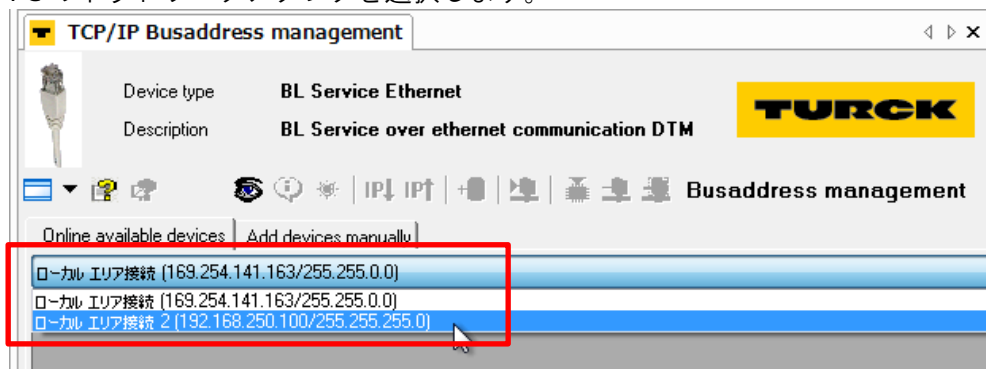 TCP/IP Busaddress management
Device type BL Service Ethernet
TURCK
Description BL Service over ethernet communication DTM
IP IP Busaddress management
Online available devices Add devices manually
ローカル エリア接続 (169.254.141.163/255.255.0.0)
ローカル エリア接続 (169.254.141.163/255.255.0.0)
ローカル エリア接続 2 (192.168.250.100/255.255.255.0)